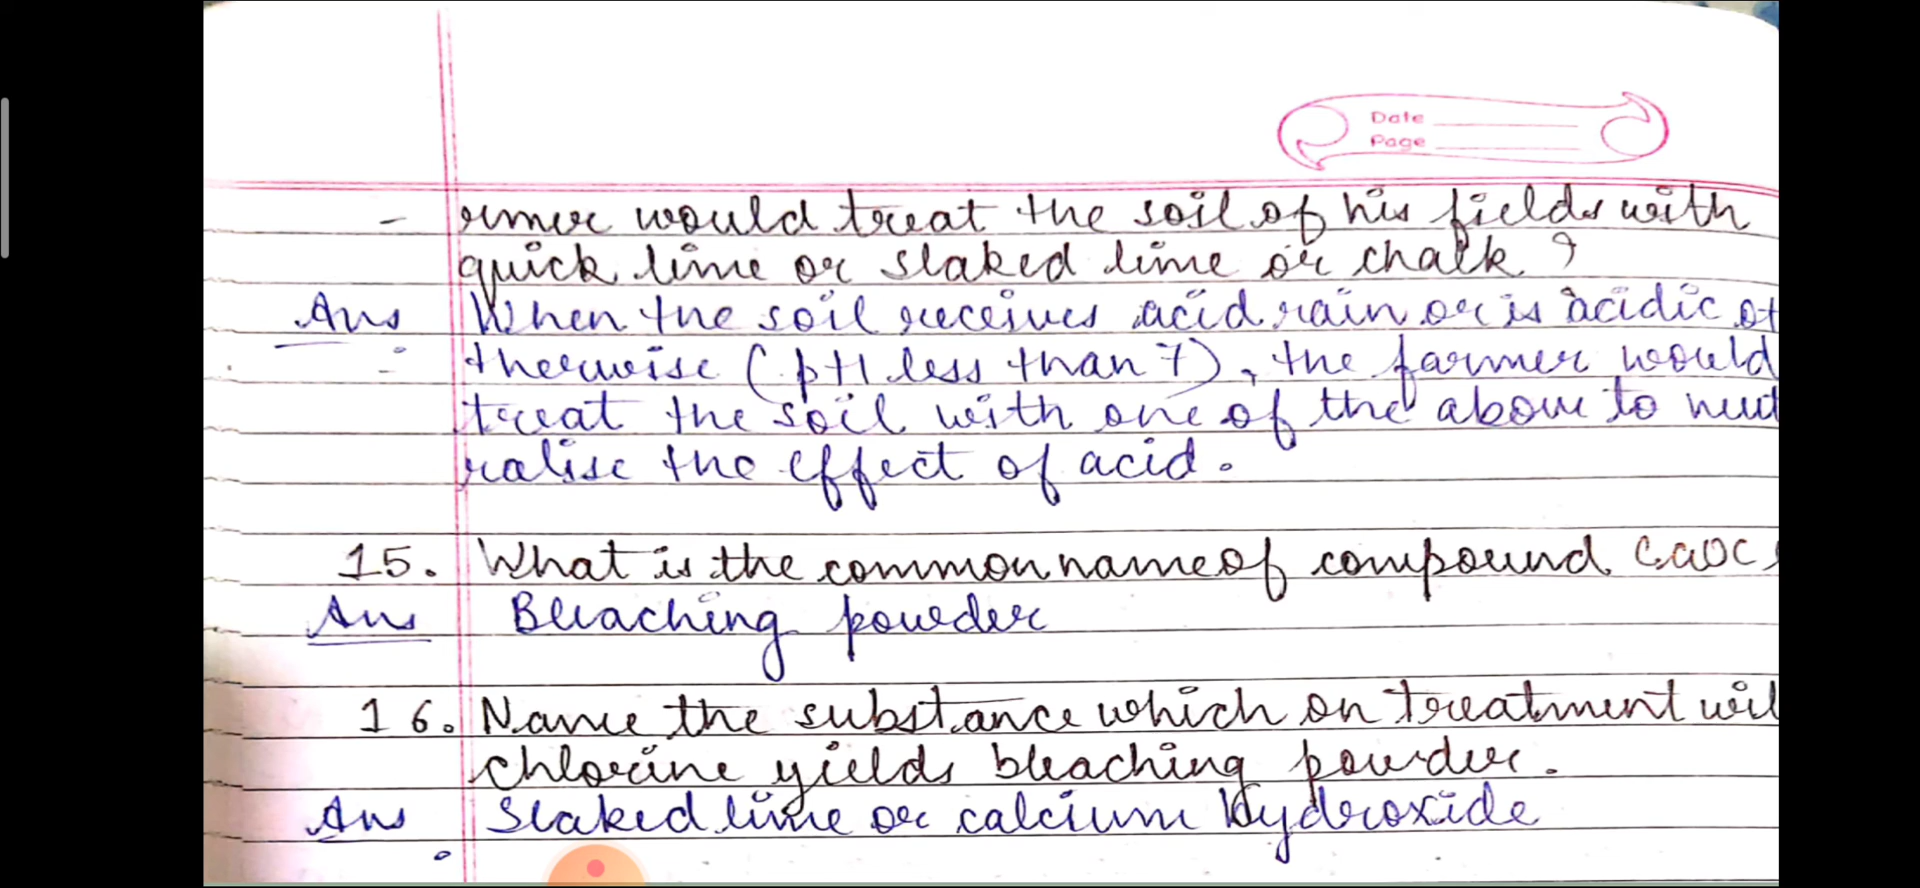 Date
Page
- rmer would treat the soil of his fields with
quick lime or slaked lime or chalk ?
Ans When the soil receives acid rain or is acidic ot
therwise (pH less than 7), the farmer would
treat the soil with one of the above to neut
ralise the effect of acid.
15. What is the common name of compound CaOC
Ans Bleaching powder
16. Name the substance which on treatment wit
chlorine yields bleaching powder.
Ans Slaked lime or calcium hydroxide